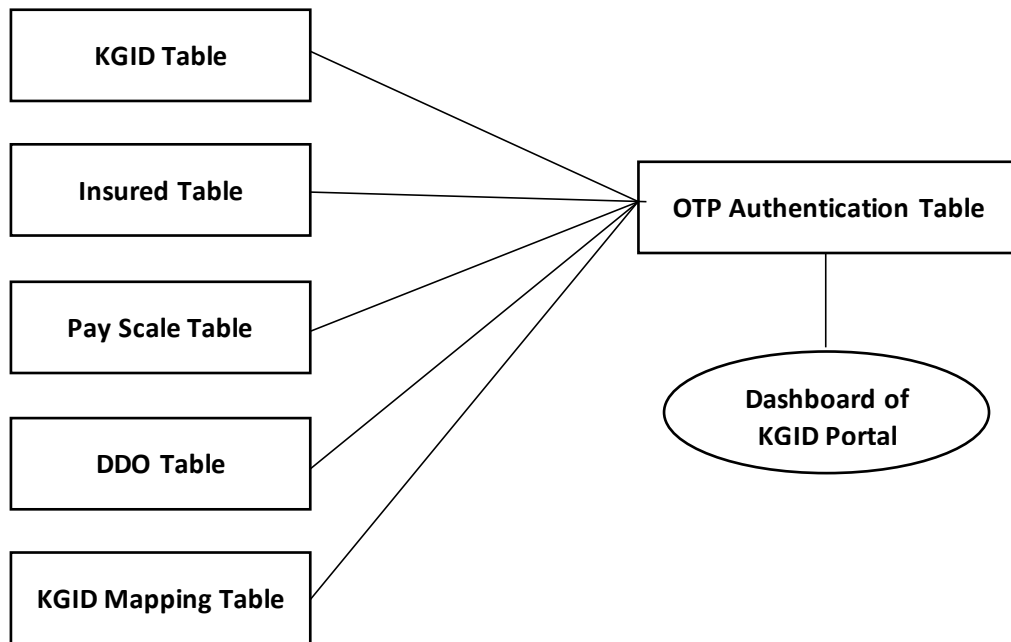 KGID Table
Insured Table
Pay Scale Table
DDO Table
KGID Mapping Table
OTP Authentication Table
Dashboard of
KGID Portal